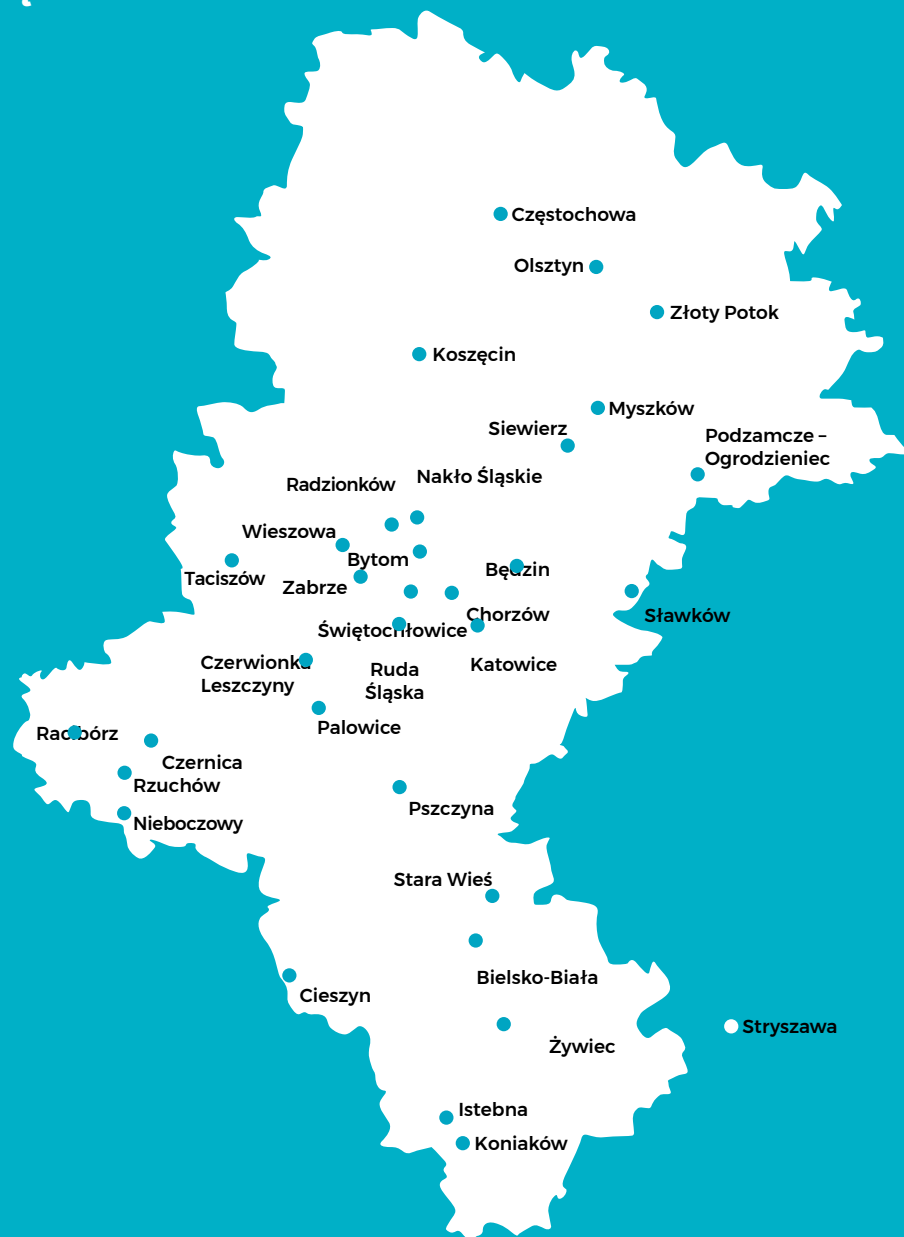 Częstochowa
Olsztyn
Złoty Potok
Koszęcin
Myszków
Siewierz
Podzamcze –
Ogrodzieniec
Nakło Śląskie
Radzionków
Wieszowa
Bytom
Będzin
Taciszów
Zabrze
Chorzów
Sławków
Świętochłowice
Czerwionka
Leszczyny
Ruda
Śląska
Katowice
Palowice
Racibórz
Czernica
Rzuchów
Nieboczowy
Pszczyna
Stara Wieś
Bielsko-Biała
Cieszyn
Stryszawa
Żywiec
Istebna
Koniaków